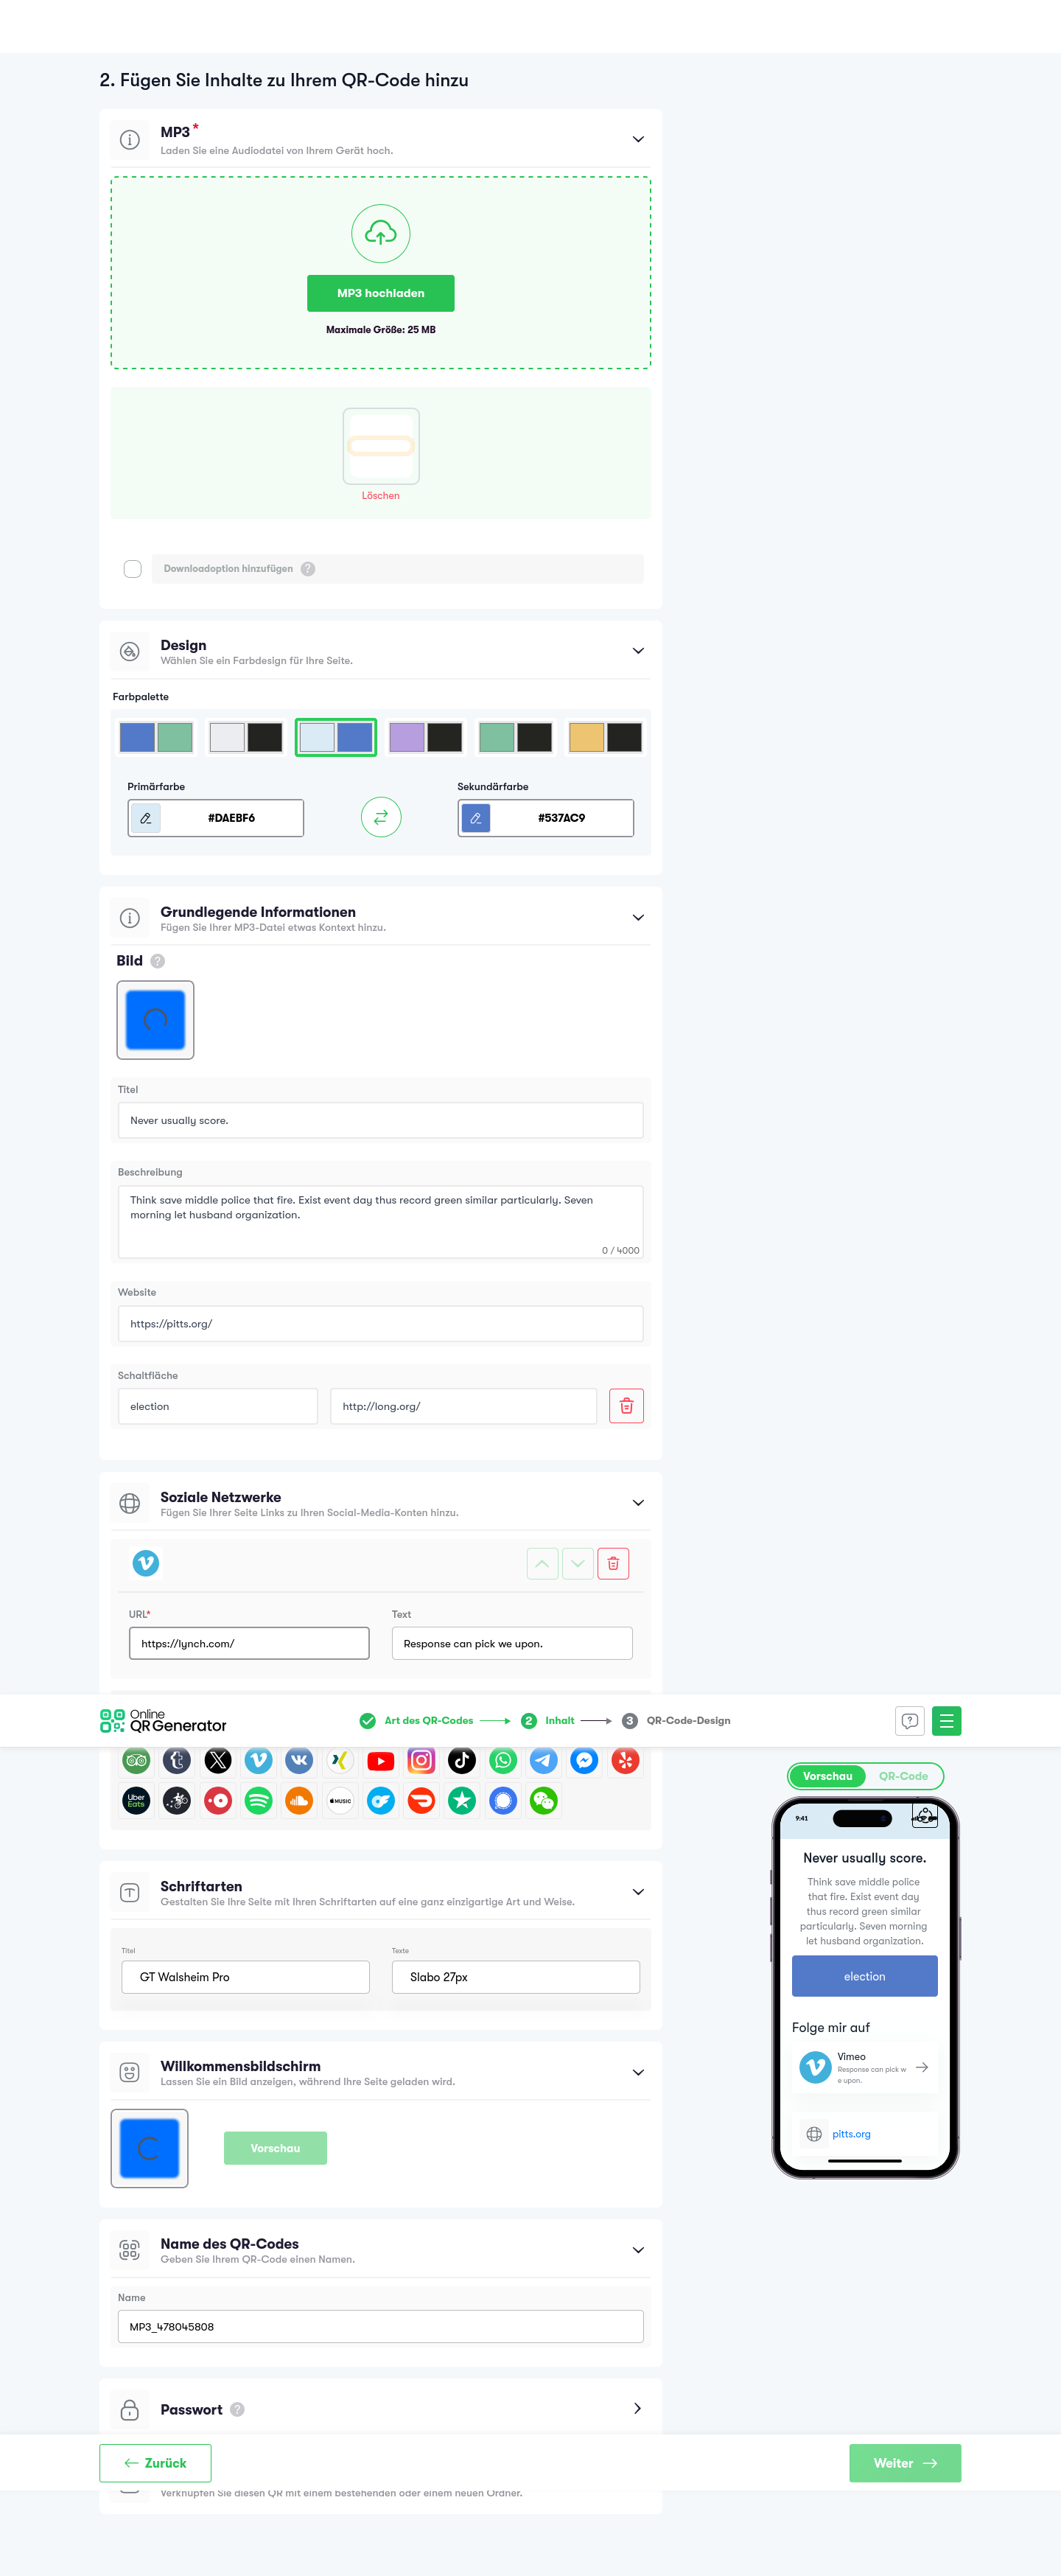 2. Fügen Sie Inhalte zu Ihrem QR-Code hinzu
MP3 *
Laden Sie eine Audiodatei von Ihrem Gerät hoch.
MP3 hochladen
Maximale Größe: 25 MB
Löschen
Downloadoption hinzufügen ?
Design
Wählen Sie ein Farbdesign für Ihre Seite.
Farbpalette
Primärfarbe
Sekundärfarbe
#DAEBF6
#537AC9
Grundlegende Informationen
Fügen Sie Ihrer MP3-Datei etwas Kontext hinzu.
Bild ?
Titel
Never usually score.
Beschreibung
Think save middle police that fire. Exist event day thus record green similar particularly. Seven
morning let husband organization.
0 / 4000
Website
https://pitts.org/
Schaltfläche
election
http://long.org/
Soziale Netzwerke
Fügen Sie Ihrer Seite Links zu Ihren Social-Media-Konten hinzu.
URL*
Text
https://lynch.com/
Response can pick we upon.
Online
QR Generator
Art des QR-Codes
2 Inhalt
3 QR-Code-Design
Uber
Eats
MUSIC
Vorschau
QR-Code
9:41
Never usually score.
Think save middle police
that fire. Exist event day
thus record green similar
particularly. Seven morning
let husband organization.
election
Folge mir auf
Vimeo
Response can pick w
e upon.
pitts.org
Schriftarten
Gestalten Sie Ihre Seite mit Ihren Schriftarten auf eine ganz einzigartige Art und Weise.
Titel
Texte
GT Walsheim Pro
Slabo 27px
Willkommensbildschirm
Lassen Sie ein Bild anzeigen, während Ihre Seite geladen wird.
Vorschau
Name des QR-Codes
Geben Sie Ihrem QR-Code einen Namen.
Name
MP3_478045808
Passwort ?
Zurück
Weiter
Verknüpfen Sie diesen QR mit einem bestehenden oder einem neuen Ordner.